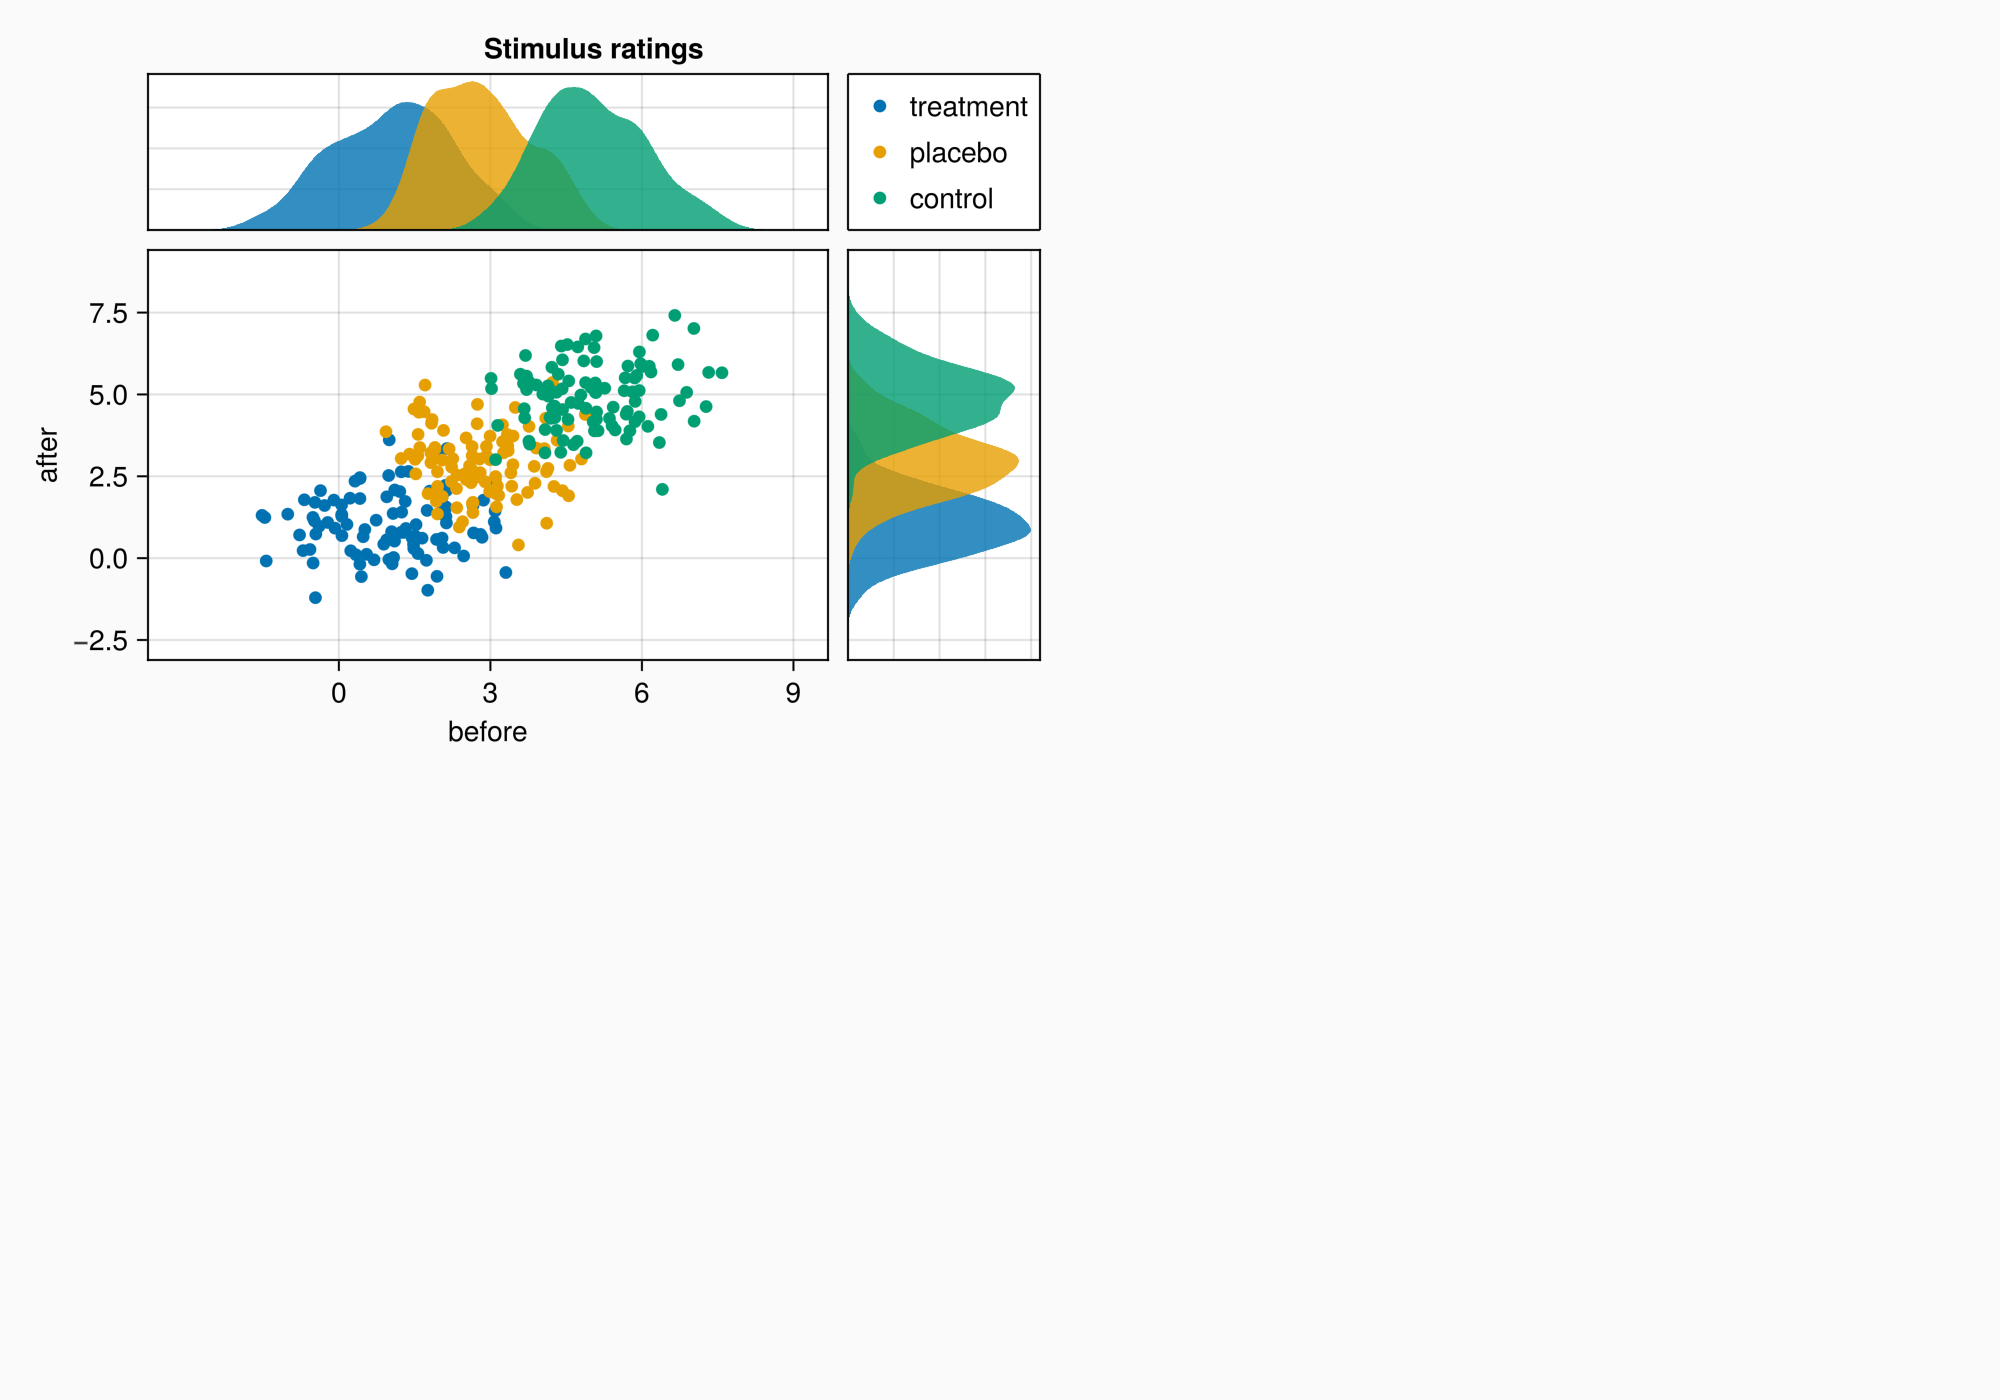 Stimulus ratings
treatment
placebo
control
7.5
5.0
2.5
0.0
−2.5
after
0 3 6 9
before